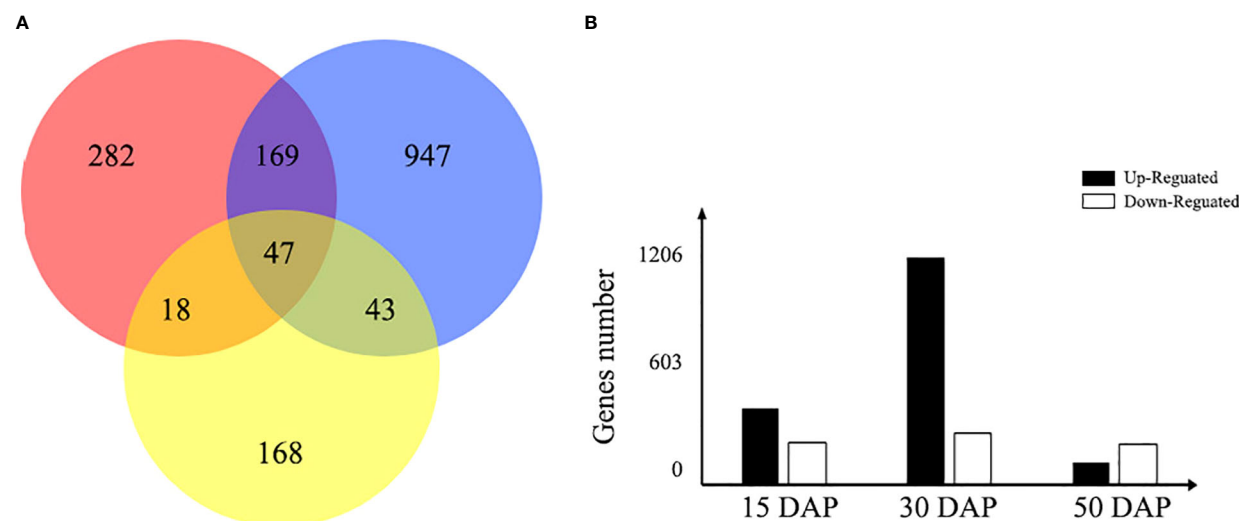 A
282
169
947
47
18
43
168
B
Up-Reguated
Down-Reguated
Genes number
1206
603
0
15 DAP
30 DAP
50 DAP